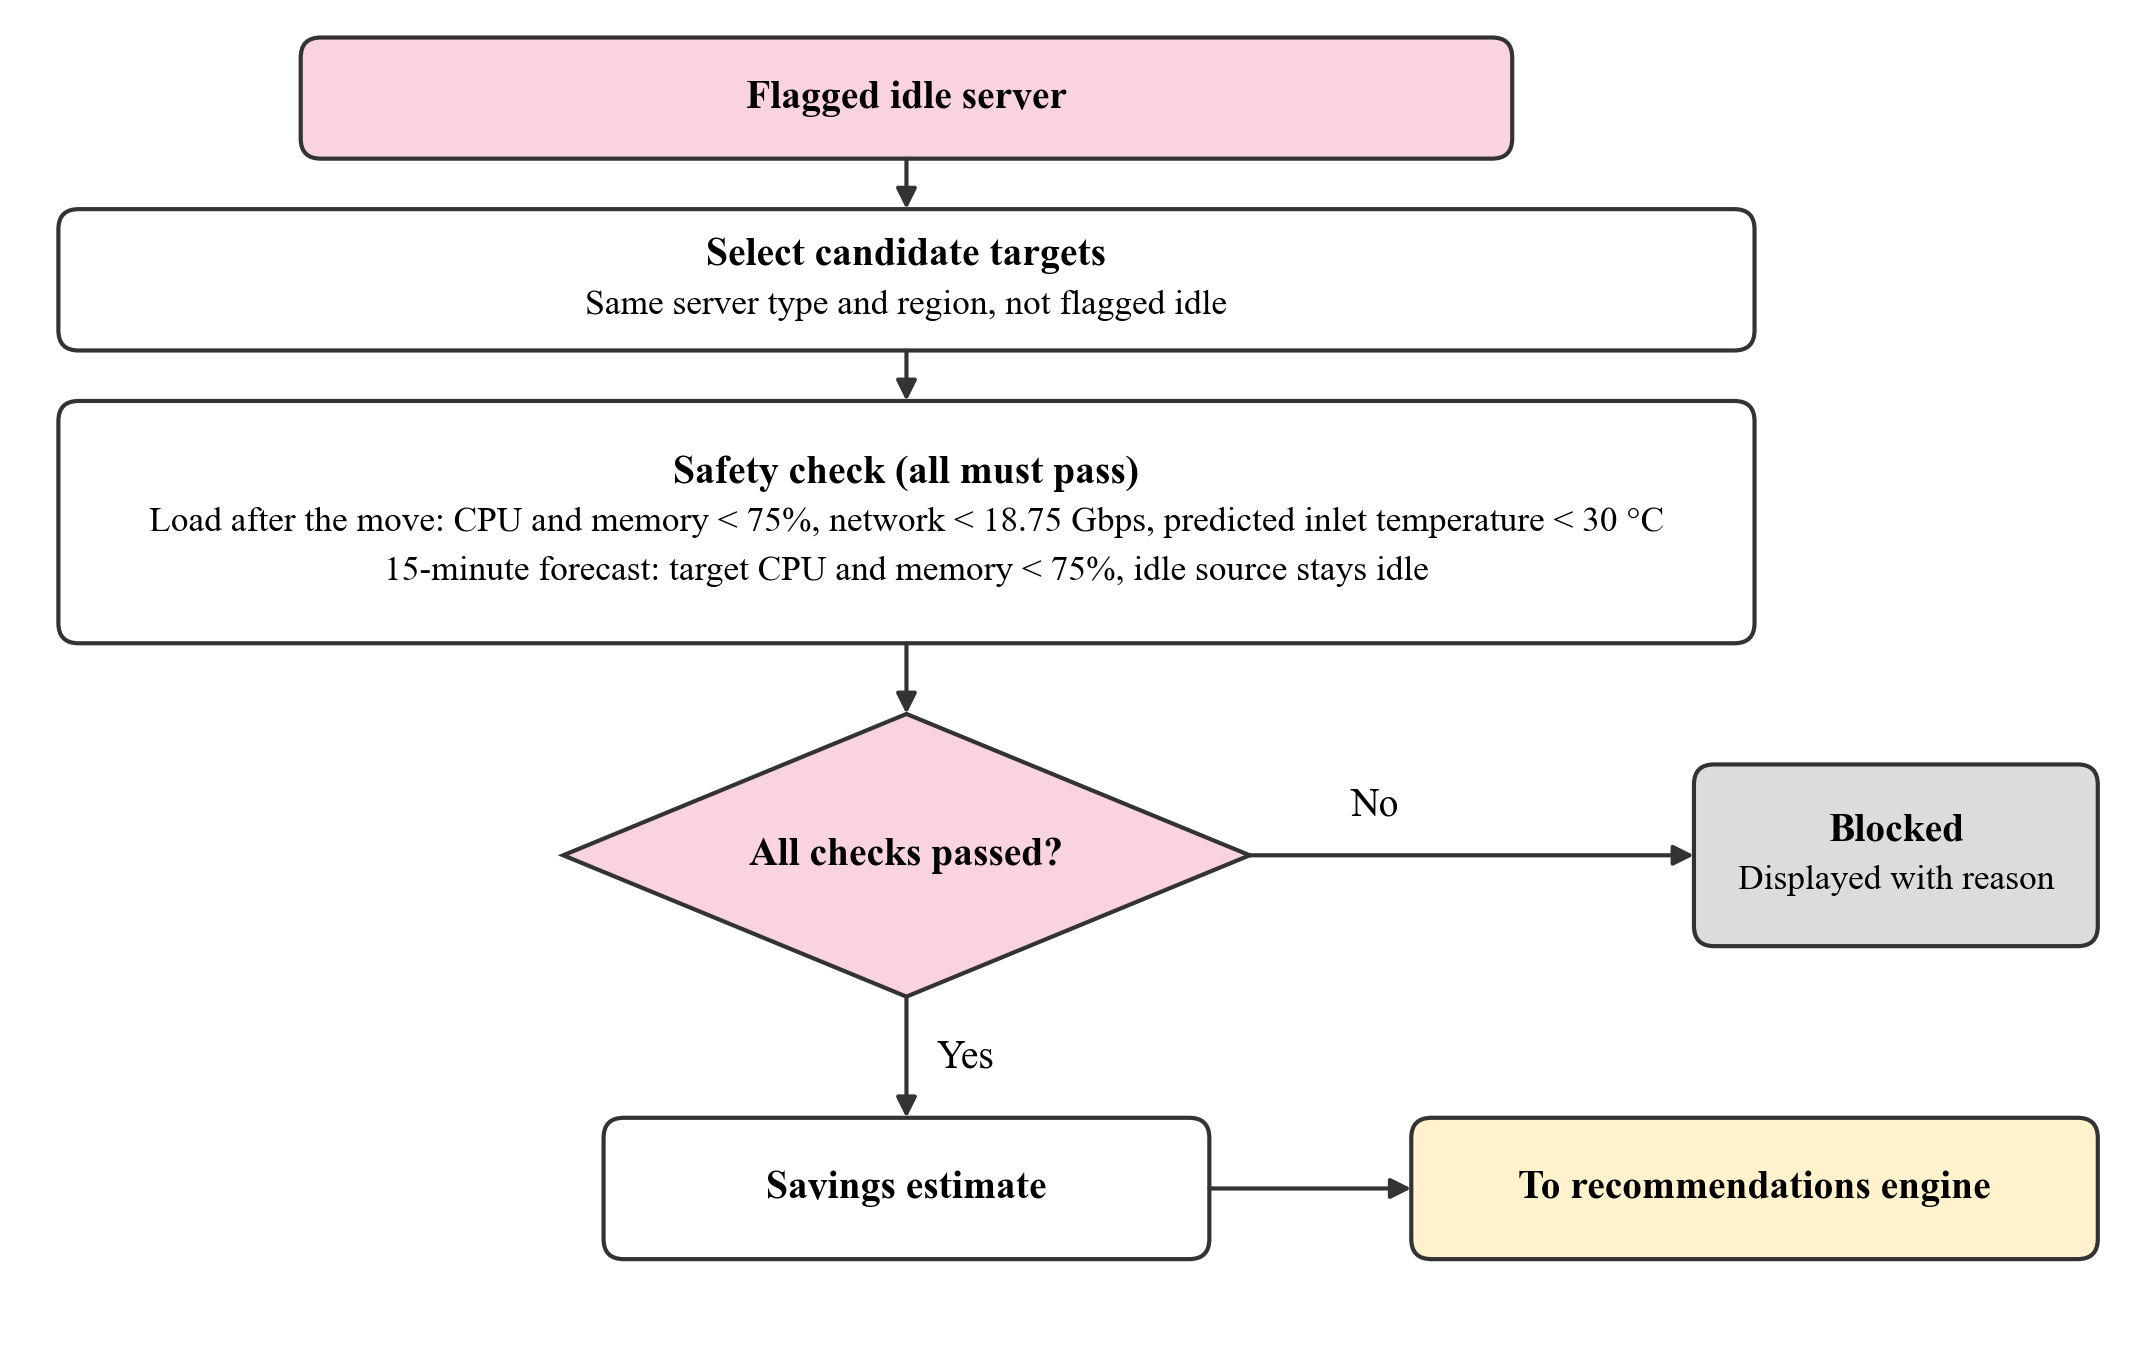 Flagged idle server
Select candidate targets
Same server type and region, not flagged idle
Safety check (all must pass)
Load after the move: CPU and memory < 75%, network < 18.75 Gbps, predicted inlet temperature < 30 °C
15-minute forecast: target CPU and memory < 75%, idle source stays idle
All checks passed?
No
Blocked
Displayed with reason
Yes
Savings estimate
To recommendations engine